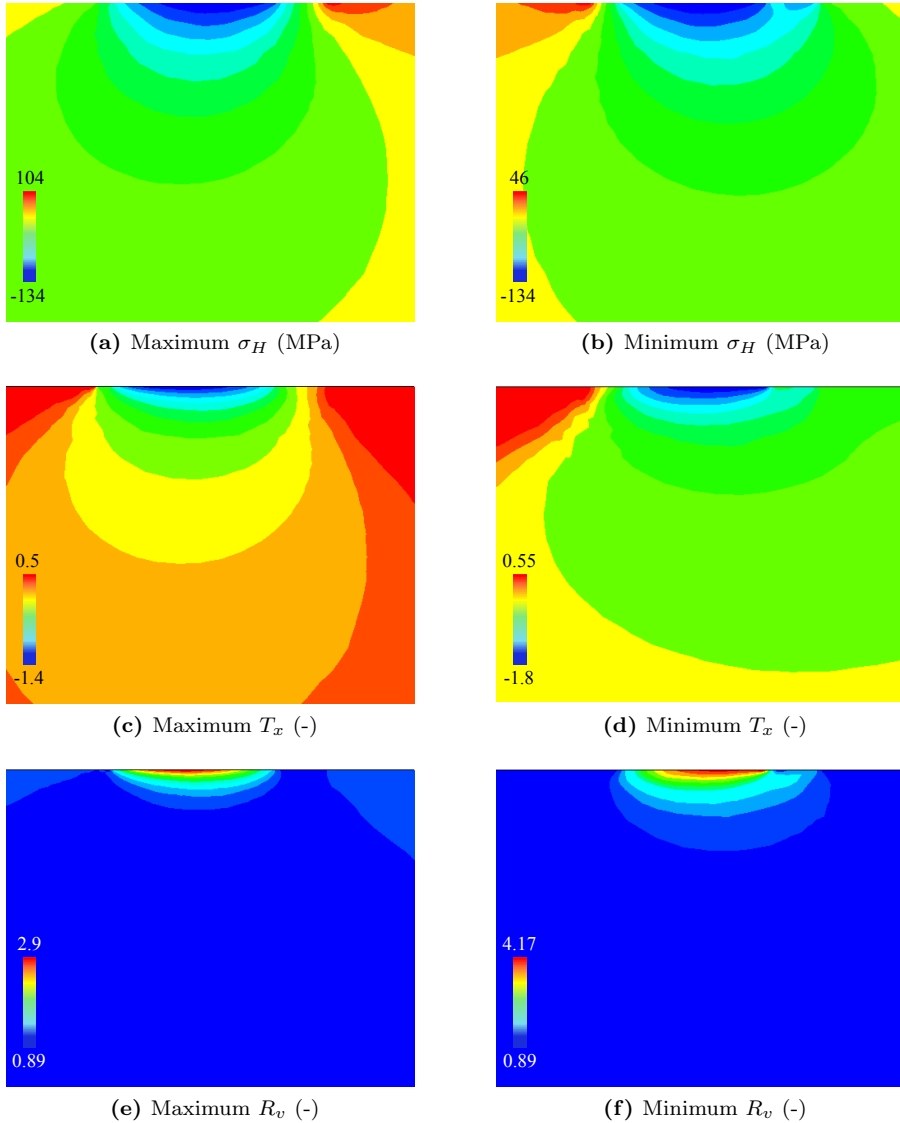 104
-134
46
-134
(a) Maximum σ_H (MPa)
(b) Minimum σ_H (MPa)
0.5
-1.4
0.55
-1.8
(c) Maximum T_x (-)
(d) Minimum T_x (-)
2.9
0.89
4.17
0.89
(e) Maximum R_v (-)
(f) Minimum R_v (-)